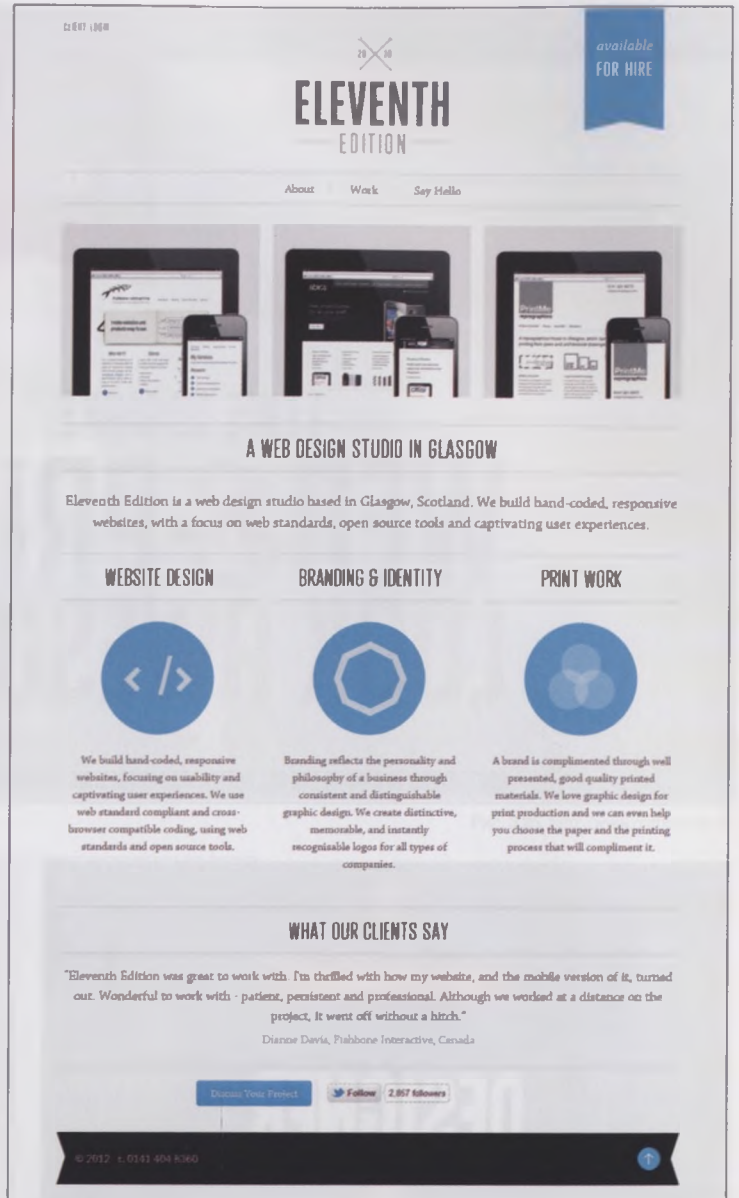 CLIENT LOGIN
available
FOR HIRE
20 10
ELEVENTH
EDITION
About Work Say Hello
PrintMe
PrintMe
A WEB DESIGN STUDIO IN GLASGOW
Eleventh Edition is a web design studio based in Glasgow, Scotland. We build hand-coded, responsive
websites, with a focus on web standards, open source tools and captivating user experiences.
WEBSITE DESIGN
We build hand-coded, responsive
websites, focusing on usability and
captivating user experiences. We use
web standard compliant and cross-
browser compatible coding, using web
standards and open source tools.
BRANDING & IDENTITY
Branding reflects the personality and
philosophy of a business through
consistent and distinguishable
graphic design. We create distinctive,
memorable, and instantly
recognisable logos for all types of
companies.
PRINT WORK
A brand is complimented through well
presented, good quality printed
materials. We love graphic design for
print production and we can even help
you choose the paper and the printing
process that will compliment it.
WHAT OUR CLIENTS SAY
"Eleventh Edition was great to work with. I'm thrilled with how my website, and the mobile version of it, turned
out. Wonderful to work with - patient, persistent and professional. Although we worked at a distance on the
project, it went off without a hitch."
Dianne Davis, Fishbone Interactive, Canada
Discuss Your Project
Follow 2,057 followers
© 2012 t. 0141 404 8360